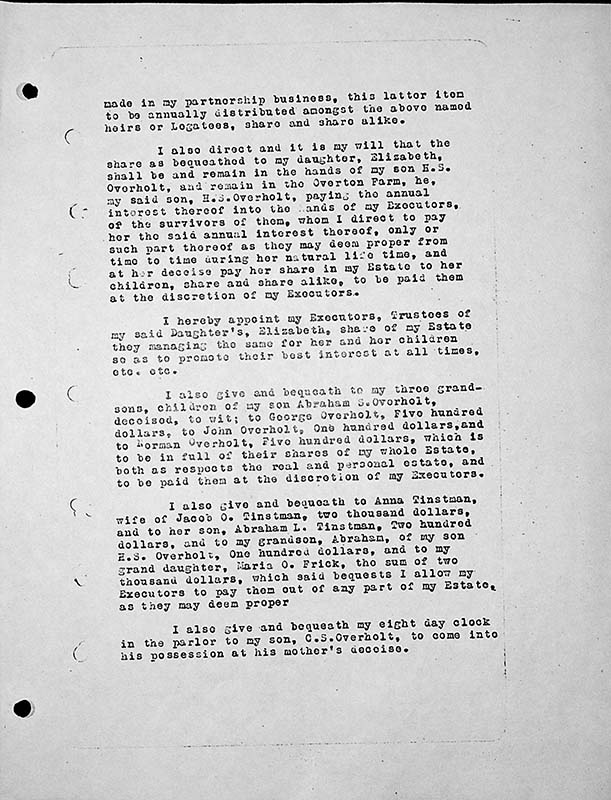 made in my partnorship business, this lattor item
to be annually distributed amongst the above named
heirs or Logatees, share and share alike.
I also direct and it is my will that the
share as bequeathed to my daughter, Elizabeth,
shall be and remain in the hands of my son H.S.
Overholt, and remain in the Overton Farm, he,
my said son, H.S.Overholt, paying the annual
interest thereof into the hands of my Executors,
of the survivors of them, whom I direct to pay
her the said annual interest thereof, only or
such part thereof as they may deem proper from
time to time during her natural life time, and
at her deceise pay her share in my Estate to her
children, share and share alike, to be paid them
at the discretion of my Executors.
I hereby appoint my Executors, Trustees of
my said Daughter's, Elizabeth, share of my Estate
they managing the same for her and her children
so as to promote their best interest at all times,
etc. etc.
I also give and bequeath to my three grand-
sons, children of my son Abraham S.Overholt,
deceised, to wit; to George Overholt, Five hundred
dollars, to John Overholt, One hundred dollars,and
to Norman Overholt, Five hundred dollars, which is
to be in full of their shares of my whole Estate,
both as respects the real and personal estate, and
to be paid them at the discretion of my Executors.
I also give and bequeath to Anna Tinstman,
wife of Jacob O. Tinstman, two thousand dollars,
and to her son, Abraham L. Tinstman, Two hundred
dollars, and to my grandson, Abraham, of my son
H.S. Overholt, One hundred dollars, and to my
grand daughter, Maria O. Frick, tho sum of two
thousand dollars, which said bequests I allow my
Executors to pay them out of any part of my Estate,
as they may deem proper
I also give and bequeath my eight day clock
in the parlor to my son, C.S.Overholt, to come into
his possession at his mother's deceise.